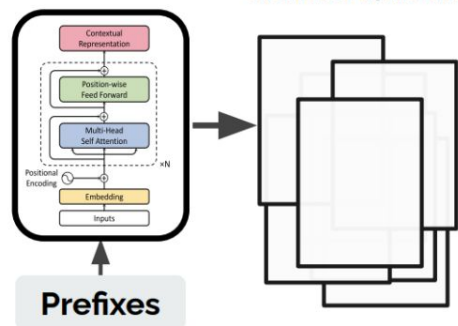 Contextual
Representation
Position-wise
Feed Forward
Multi-Head
Self Attention
×N
Positional
Encoding
Embedding
Inputs
Prefixes